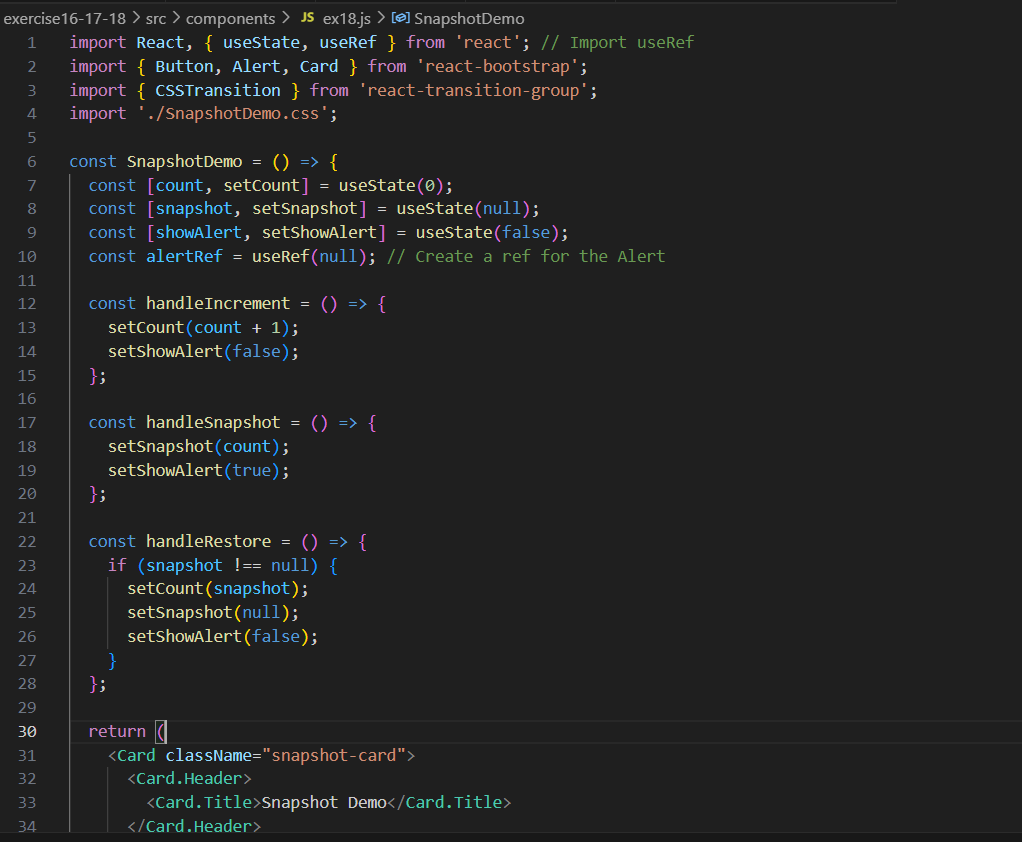 exercise16-17-18 > src > components > JS ex18.js > SnapshotDemo
1 import React, { useState, useRef } from 'react'; // Import useRef
2 import { Button, Alert, Card } from 'react-bootstrap';
3 import { CSSTransition } from 'react-transition-group';
4 import './SnapshotDemo.css';
5
6 const SnapshotDemo = () => {
7   const [count, setCount] = useState(0);
8   const [snapshot, setSnapshot] = useState(null);
9   const [showAlert, setShowAlert] = useState(false);
10   const alertRef = useRef(null); // Create a ref for the Alert
11
12   const handleIncrement = () => {
13     setCount(count + 1);
14     setShowAlert(false);
15   };
16
17   const handleSnapshot = () => {
18     setSnapshot(count);
19     setShowAlert(true);
20   };
21
22   const handleRestore = () => {
23     if (snapshot !== null) {
24       setCount(snapshot);
25       setSnapshot(null);
26       setShowAlert(false);
27     }
28   };
29
30   return (
31     <Card className="snapshot-card">
32       <Card.Header>
33         <Card.Title>Snapshot Demo</Card.Title>
34       </Card.Header>